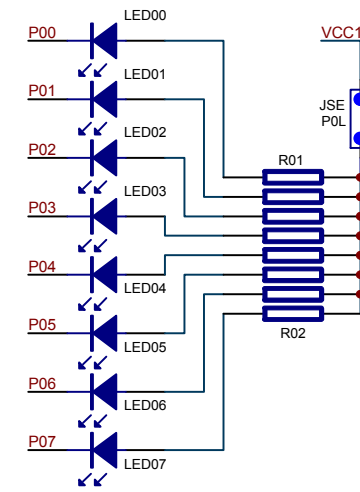 LED00
P00
VCC1
LED01
P01
JSE
P0L
LED02
P02
R01
LED03
P03
P04
LED04
P05
LED05
R02
P06
LED06
P07
LED07